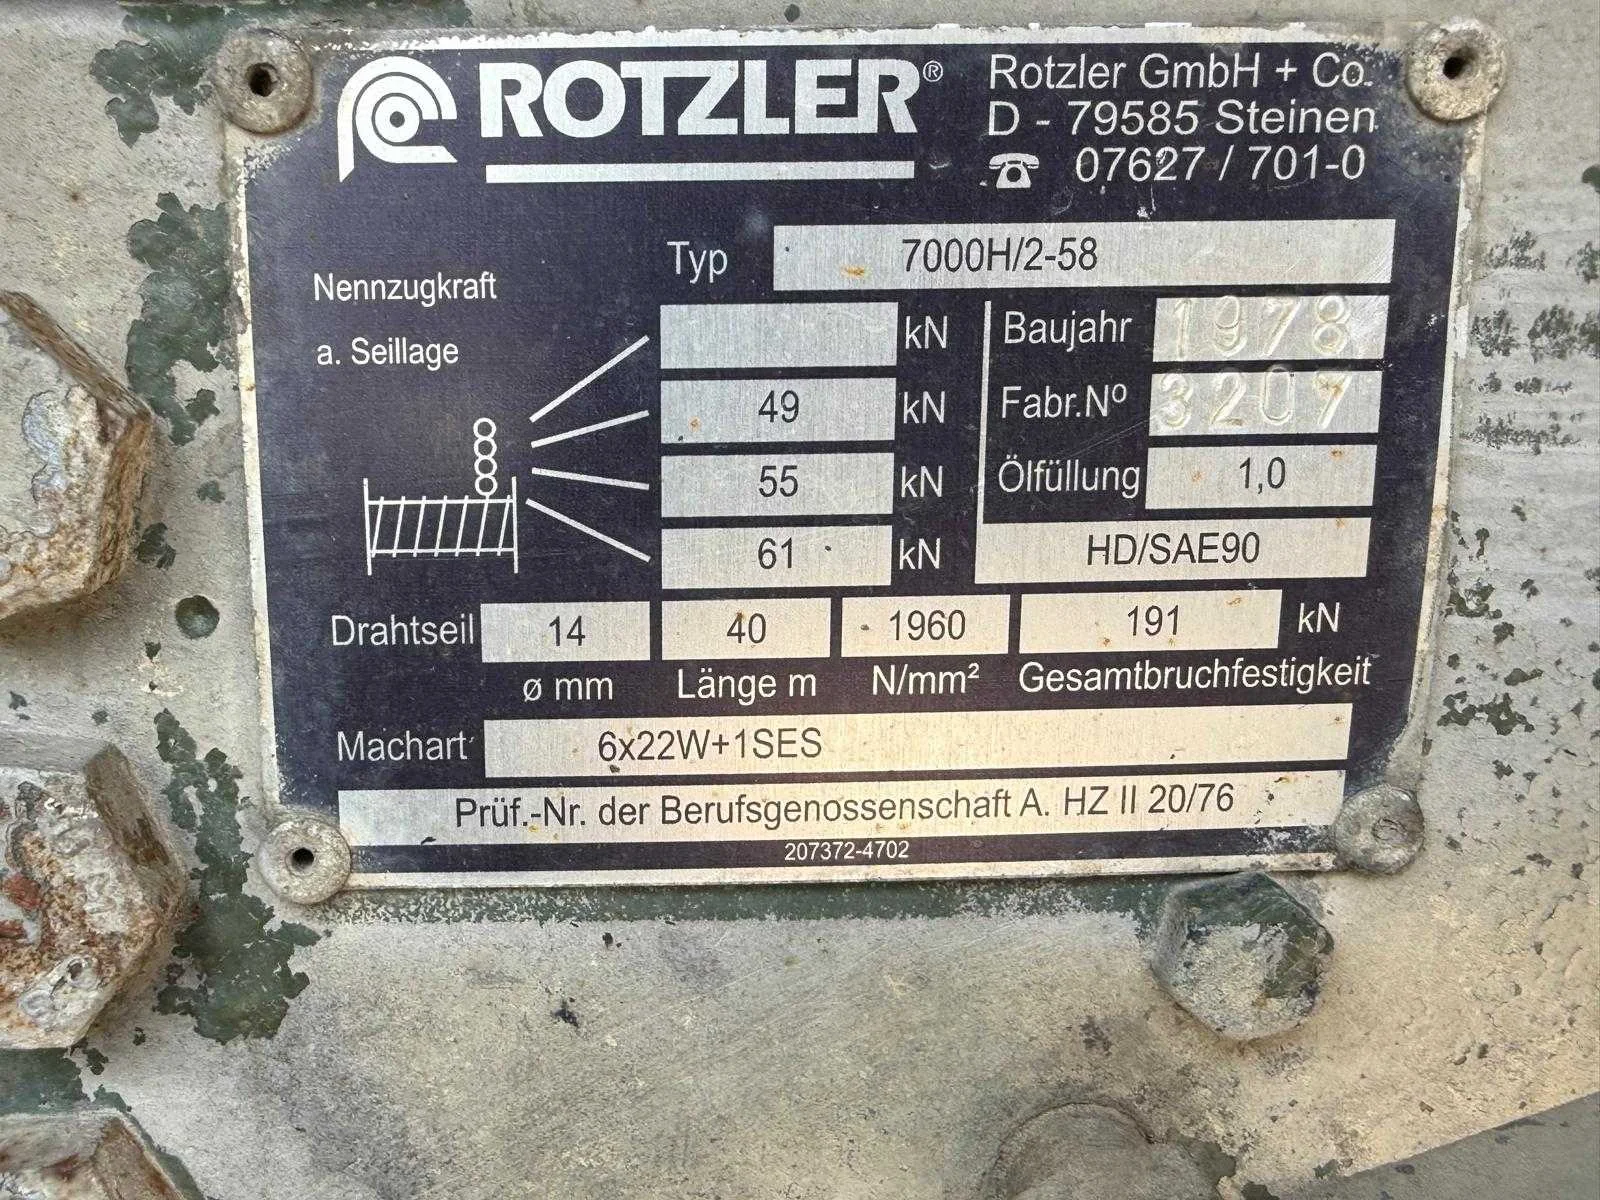 ROTZLER®
Rotzler GmbH + Co.
D - 79585 Steinen
07627 / 701-0
Typ 7000H/2-58
Nennzugkraft
a. Seillage
kN
49 kN
55 kN
61 kN
Baujahr 1978
Fabr.Nº 3207
Ölfüllung 1,0
HD/SAE90
Drahtseil 14 40 1960 191 kN
ø mm Länge m N/mm² Gesamtbruchfestigkeit
Machart 6x22W+1SES
Prüf.-Nr. der Berufsgenossenschaft A. HZ II 20/76
207372-4702